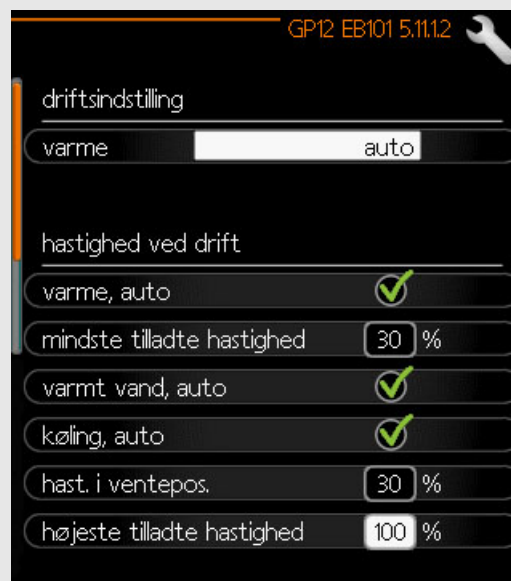 GP12 EB101 5.11.1.2
driftsindstilling
varme auto
hastighed ved drift
varme, auto
mindste tilladte hastighed 30 %
varmt vand, auto
køling, auto
hast. i ventepos. 30 %
højeste tilladte hastighed 100 %